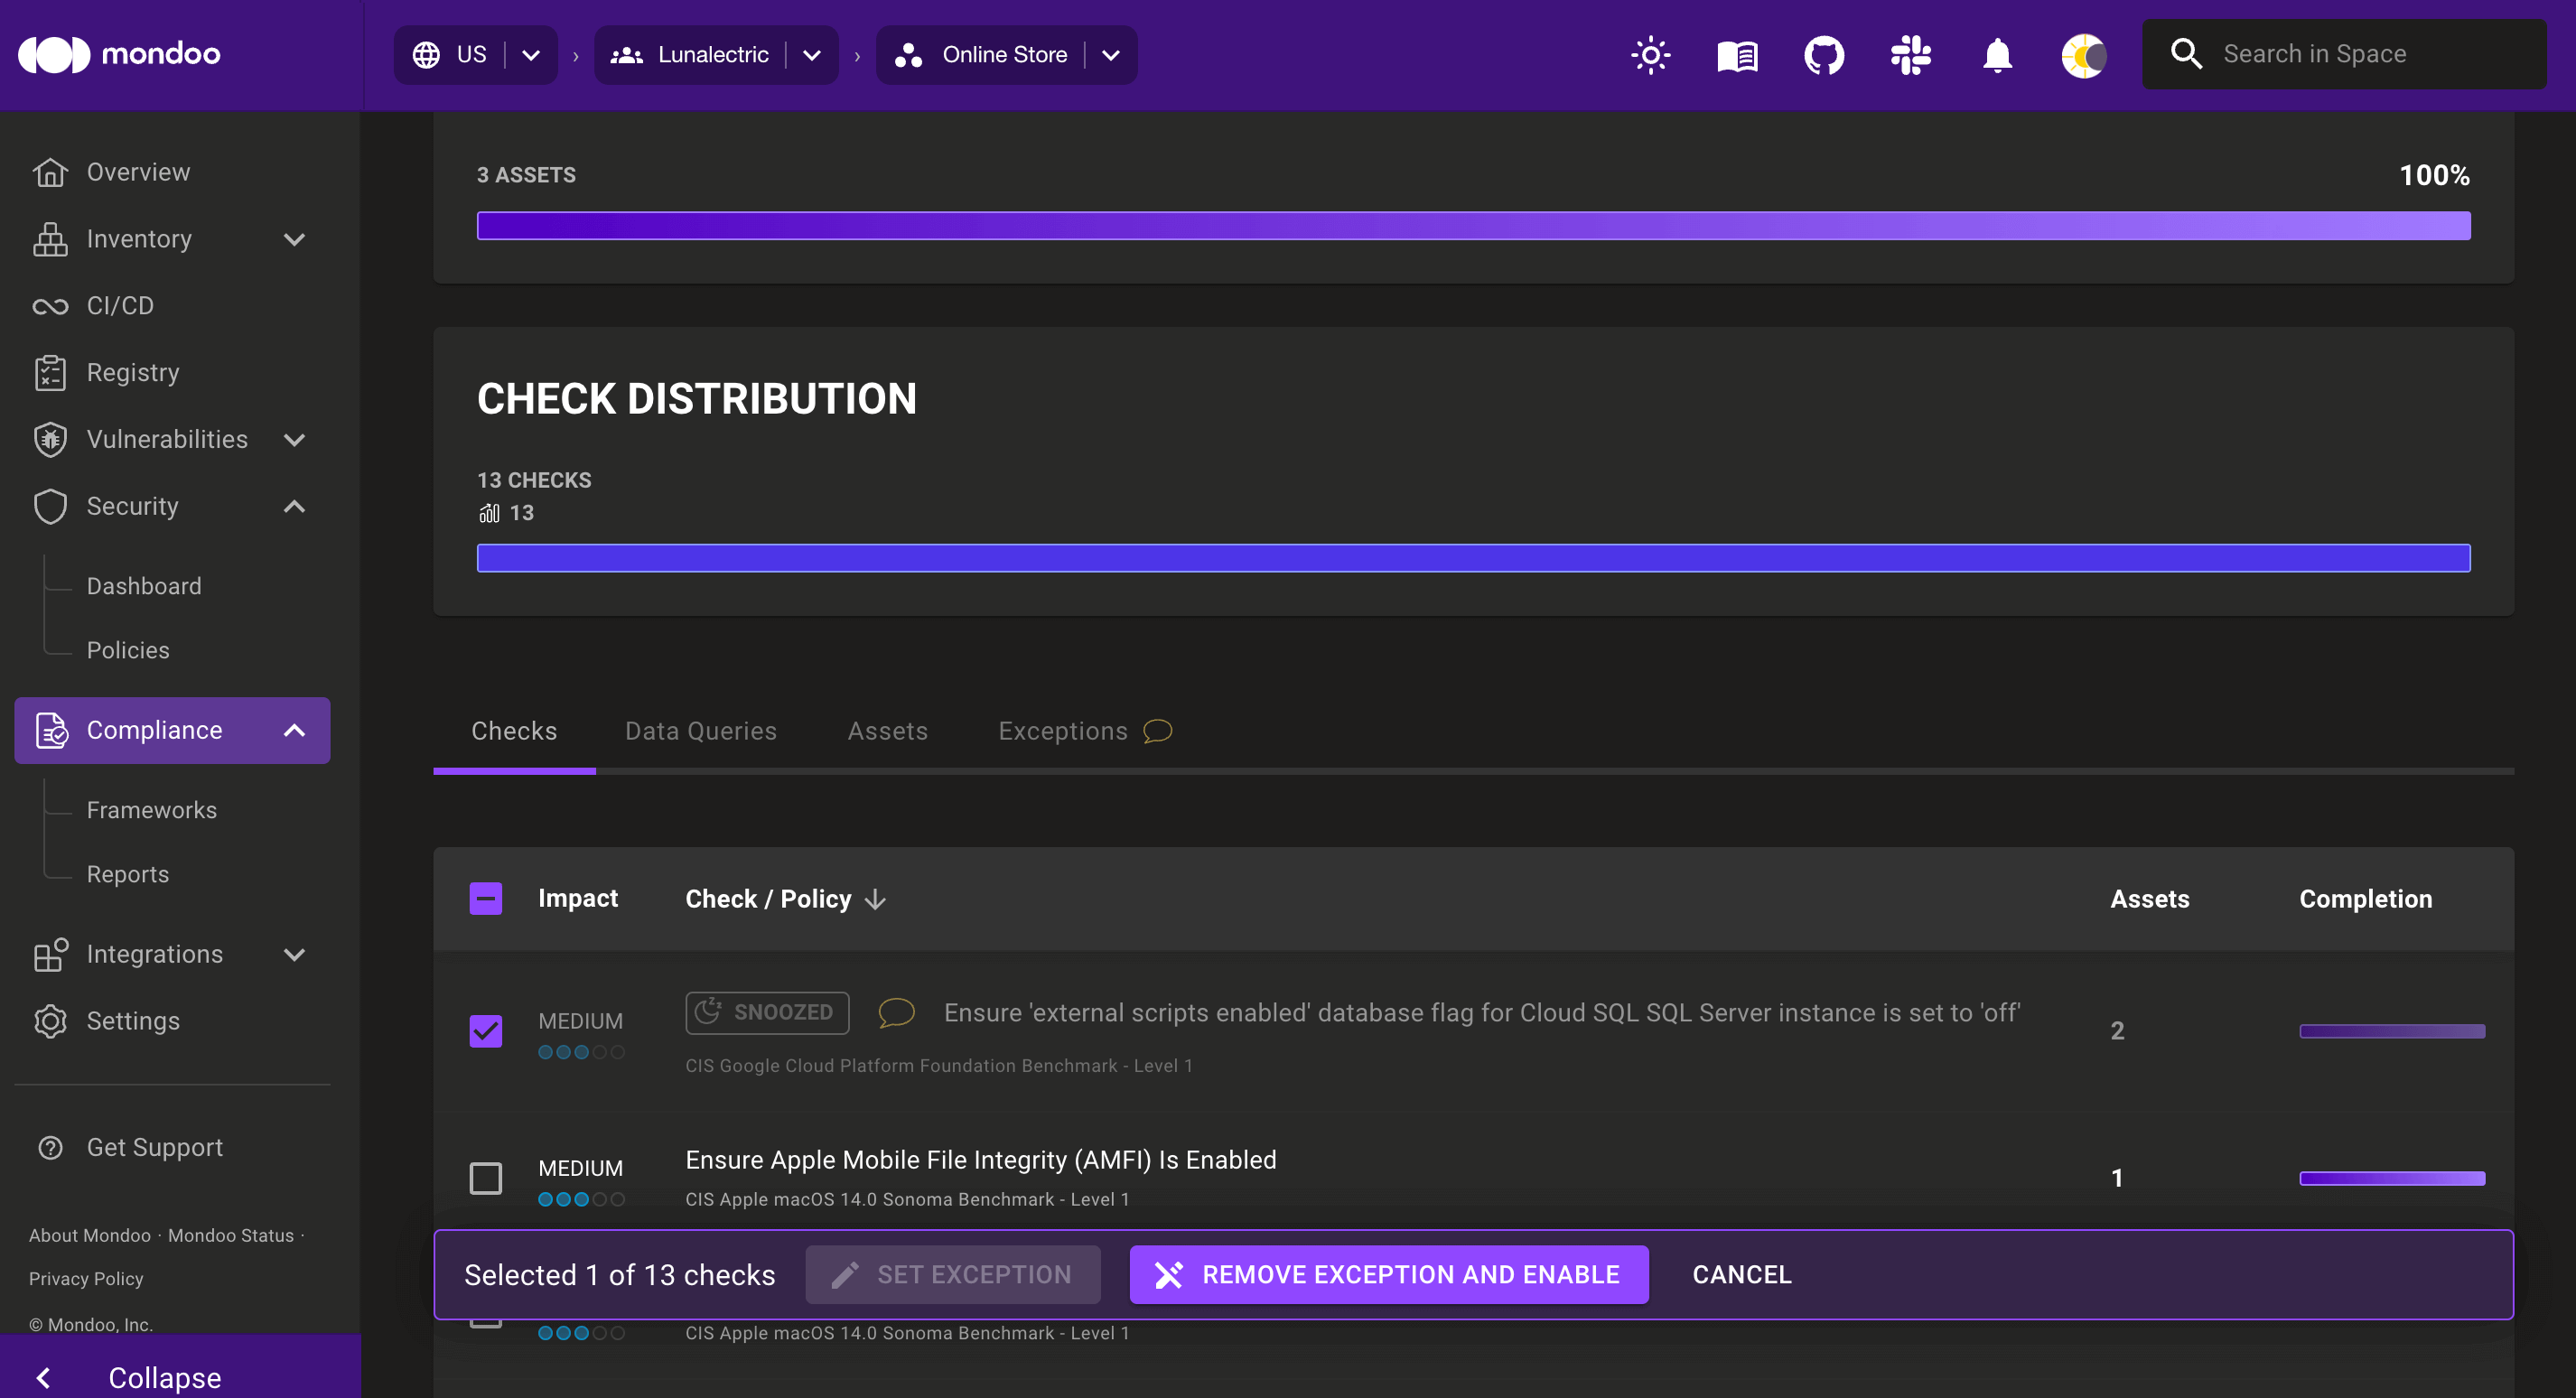 mondoo
US
Lunalectric
Online Store
Search in Space
Overview
Inventory
CI/CD
Registry
Vulnerabilities
Security
Dashboard
Policies
Compliance
Frameworks
Reports
Integrations
Settings
Get Support
About Mondoo · Mondoo Status ·
Privacy Policy
© Mondoo, Inc.
Collapse
3 ASSETS
100%
CHECK DISTRIBUTION
13 CHECKS
13
Checks
Data Queries
Assets
Exceptions
Impact
Check / Policy
Assets
Completion
MEDIUM
SNOOZED
Ensure 'external scripts enabled' database flag for Cloud SQL SQL Server instance is set to 'off'
CIS Google Cloud Platform Foundation Benchmark - Level 1
2
MEDIUM
Ensure Apple Mobile File Integrity (AMFI) Is Enabled
CIS Apple macOS 14.0 Sonoma Benchmark - Level 1
1
Selected 1 of 13 checks
SET EXCEPTION
REMOVE EXCEPTION AND ENABLE
CANCEL
CIS Apple macOS 14.0 Sonoma Benchmark - Level 1